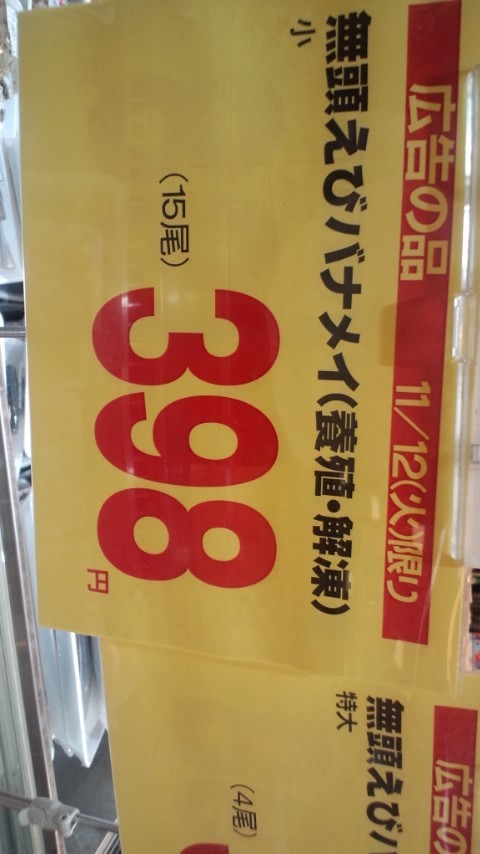 広告の品 11/12(火)限り
無頭えびバナメイ(養殖・解凍)
小
(15尾)
398
円
広告の
無頭えびバ
特大
(4尾)